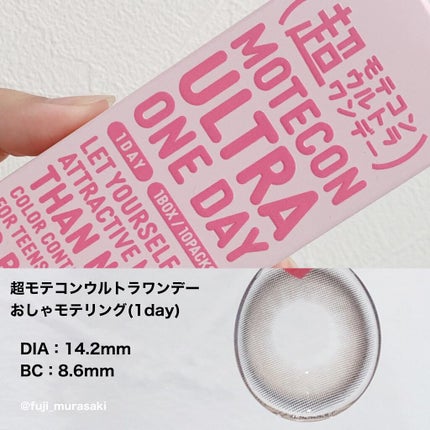 (超モテコン
ウルトラ
ワンデー)
MOTECON
ULTRA
ONE DAY
1DAY
1BOX/10PACK
LET YOURSELF
ATTRACTIVE
THAN
COLOR CONT
FOR TEENS
超モテコンウルトラワンデー
おしゃモテリング(1day)
DIA：14.2mm
BC：8.6mm
@fuji_murasaki